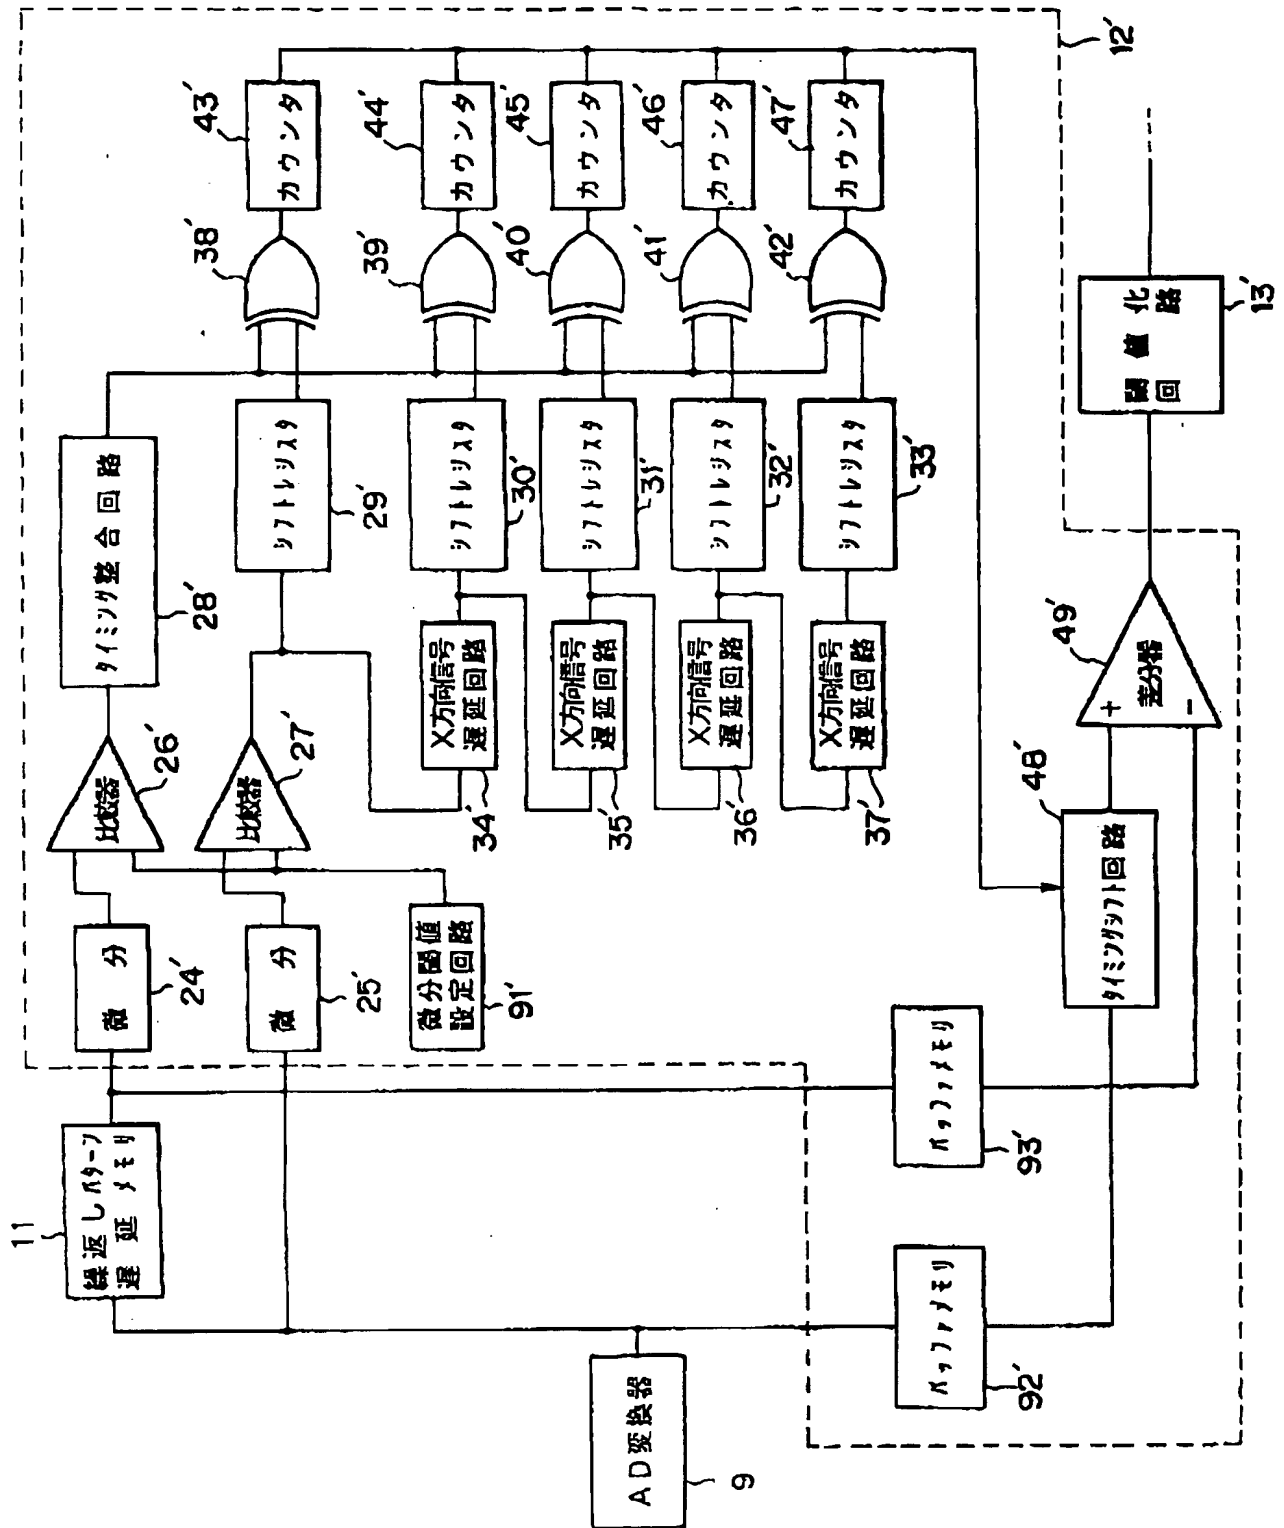 11
繰返しパターン
遅延メモリ
微分
24'
微分
25'
微分閾値
設定回路
91'
比較器
26'
比較器
27'
タイミング整合回路
28'
シフトレジスタ
29'
シフトレジスタ
30'
シフトレジスタ
31'
シフトレジスタ
32'
シフトレジスタ
33'
X方向信号
遅延回路
34'
X方向信号
遅延回路
35'
X方向信号
遅延回路
36'
X方向信号
遅延回路
37'
38'
39'
40'
41'
42'
カウンタ
43'
カウンタ
44'
カウンタ
45'
カウンタ
46'
カウンタ
47'
12'
AD変換器
9
バッファメモリ
92'
バッファメモリ
93'
タイミングシフト回路
48'
+
差分器
−
49'
閾値化
回路
13'